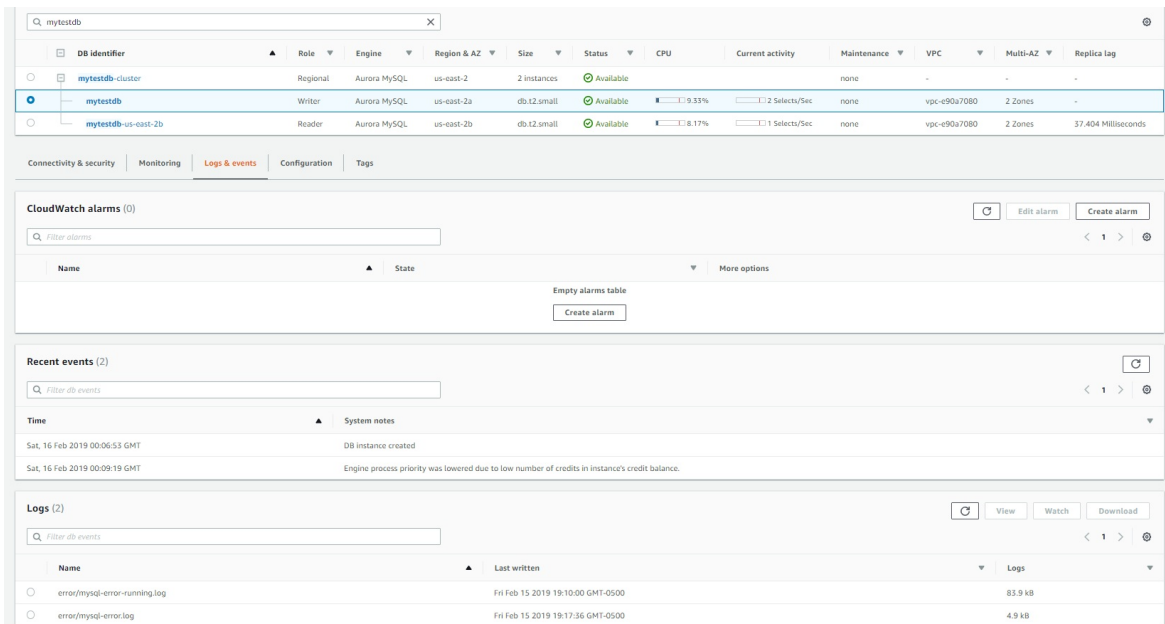 mytestdb
DB identifier Role Engine Region & AZ Size Status CPU Current activity Maintenance VPC Multi-AZ Replica lag
mytestdb-cluster Regional Aurora MySQL us-east-2 2 instances Available none - - -
mytestdb Writer Aurora MySQL us-east-2a db.t2.small Available 9.33% 2 Selects/Sec none vpc-e90a7080 2 Zones -
mytestdb-us-east-2b Reader Aurora MySQL us-east-2b db.t2.small Available 8.17% 1 Selects/Sec none vpc-e90a7080 2 Zones 37.404 Milliseconds
Connectivity & security Monitoring Logs & events Configuration Tags
CloudWatch alarms (0) Edit alarm Create alarm
Filter alarms < 1 >
Name State More options
Empty alarms table
Create alarm
Recent events (2)
Filter db events < 1 >
Time System notes
Sat, 16 Feb 2019 00:06:53 GMT DB instance created
Sat, 16 Feb 2019 00:09:19 GMT Engine process priority was lowered due to low number of credits in instance's credit balance.
Logs (2) View Watch Download
Filter db events < 1 >
Name Last written Logs
error/mysql-error-running.log Fri Feb 15 2019 19:10:00 GMT-0500 83.9 kB
error/mysql-error.log Fri Feb 15 2019 19:17:36 GMT-0500 4.9 kB